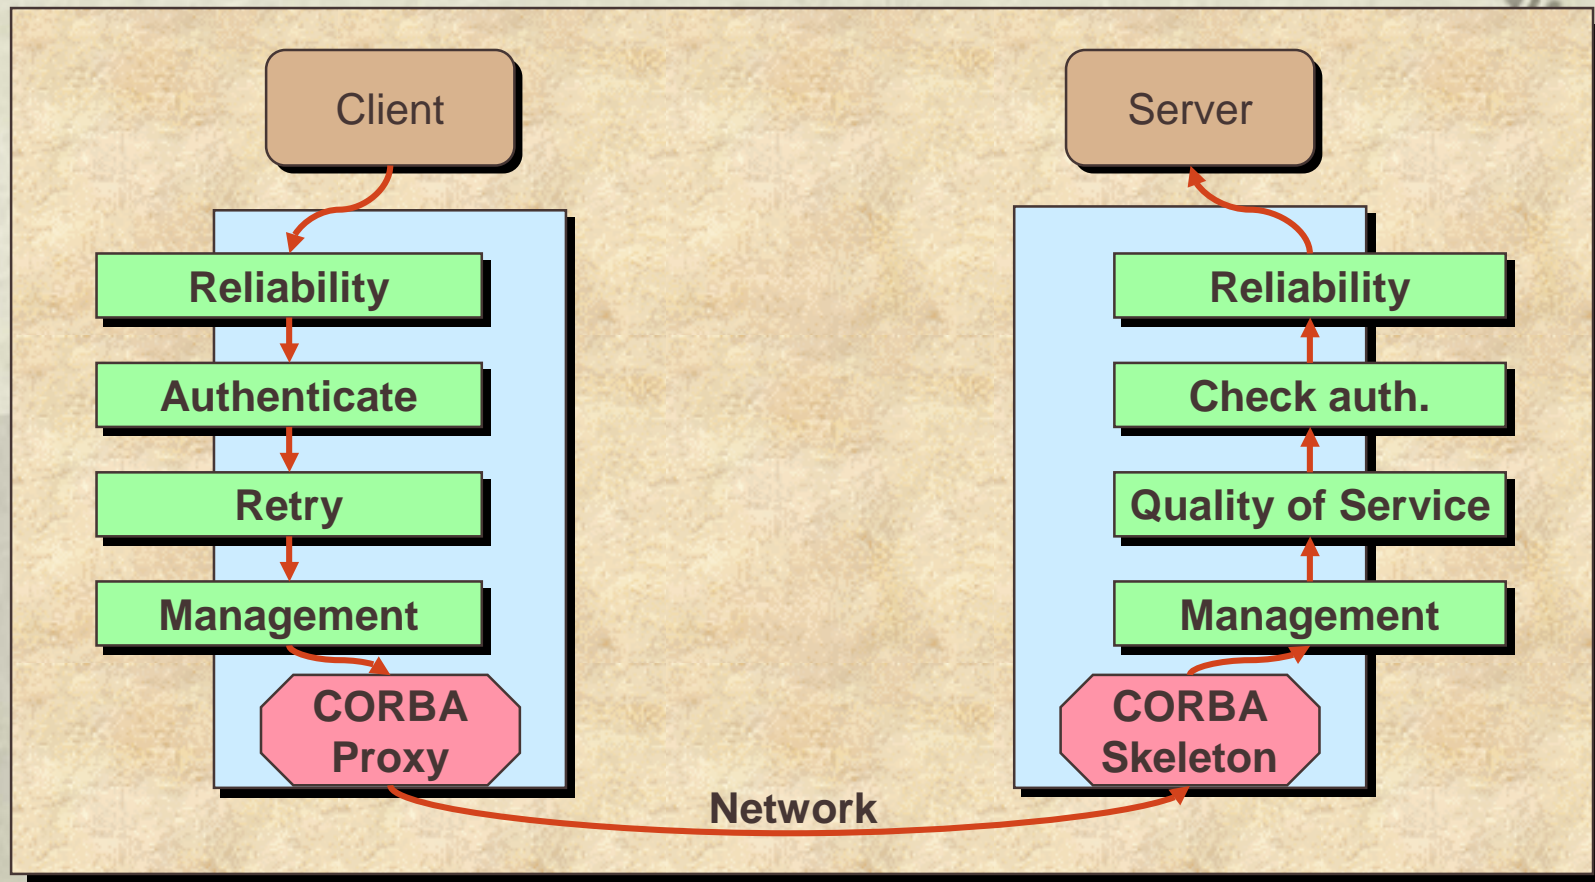 Client
Reliability
Authenticate
Retry
Management
CORBA
Proxy
Network
Server
Reliability
Check auth.
Quality of Service
Management
CORBA
Skeleton